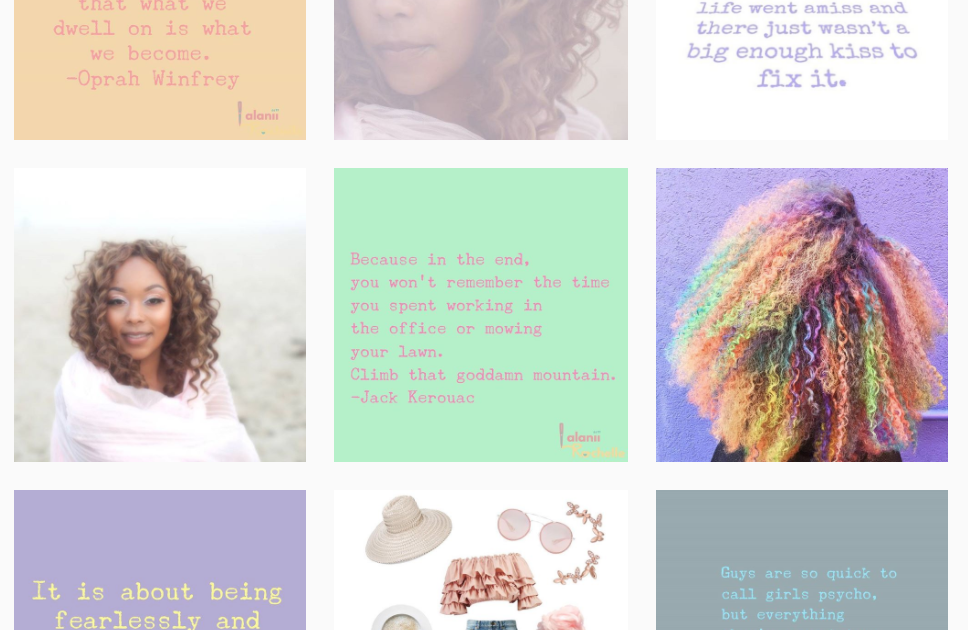 that what we
dwell on is what
we become.
-Oprah Winfrey
alanii
life went amiss and
there just wasn't a
big enough kiss to
fix it.
Because in the end,
you won't remember the time
you spent working in
the office or mowing
your lawn.
Climb that goddamn mountain.
-Jack Kerouac
alanii
It is about being
fearlessly and
Guys are so quick to
call girls psycho,
but everything